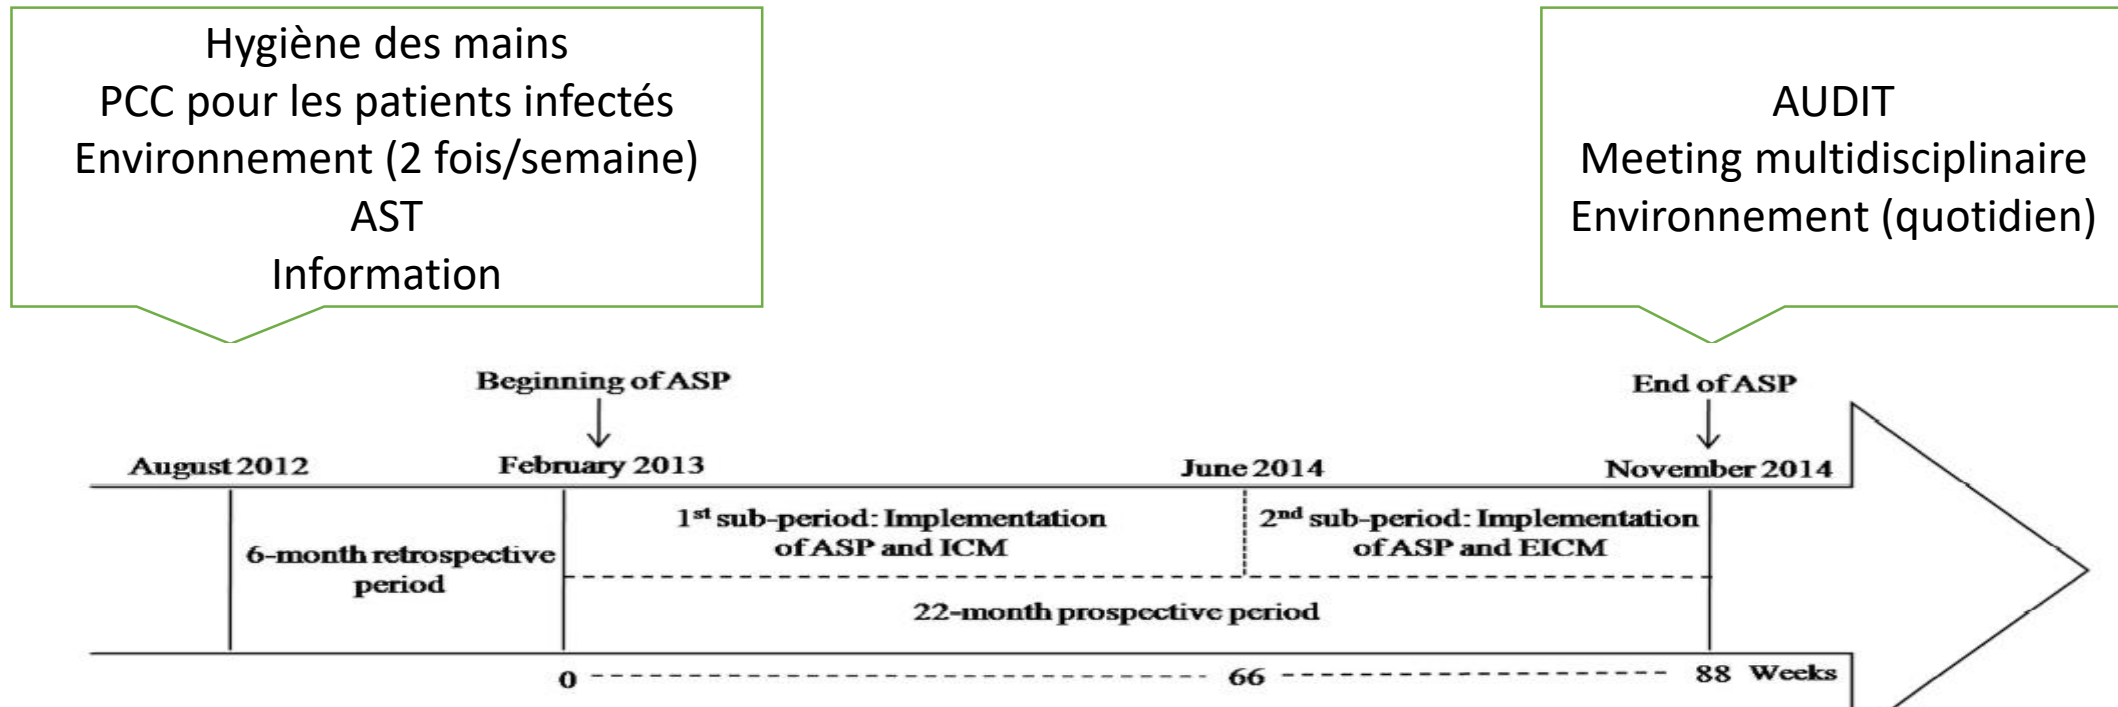 Hygiène des mains
PCC pour les patients infectés
Environnement (2 fois/semaine)
AST
Information
AUDIT
Meeting multidisciplinaire
Environnement (quotidien)
Beginning of ASP
End of ASP
August 2012
February 2013
June 2014
November 2014
6-month retrospective
period
1st sub-period: Implementation
of ASP and ICM
2nd sub-period: Implementation
of ASP and EICM
22-month prospective period
0
66
88 Weeks